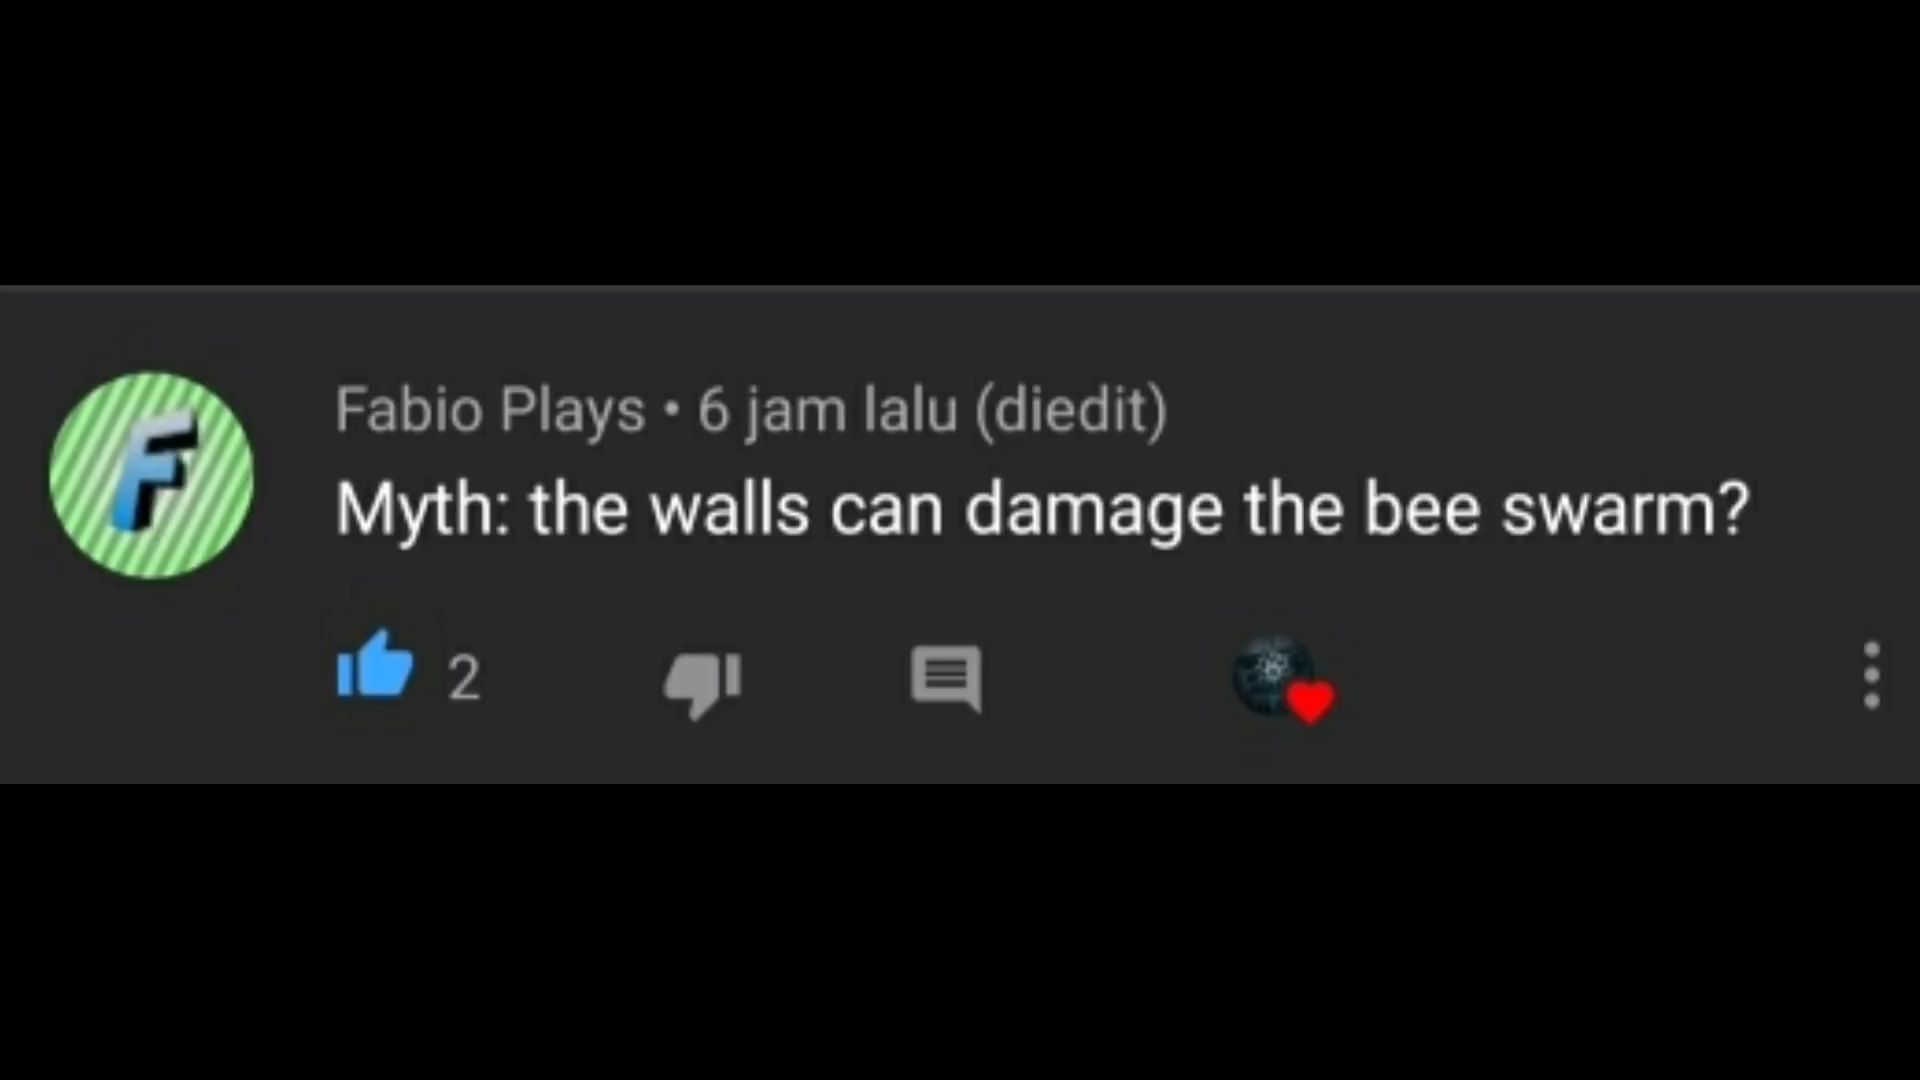 F
Fabio Plays • 6 jam lalu (diedit)
Myth: the walls can damage the bee swarm?
2